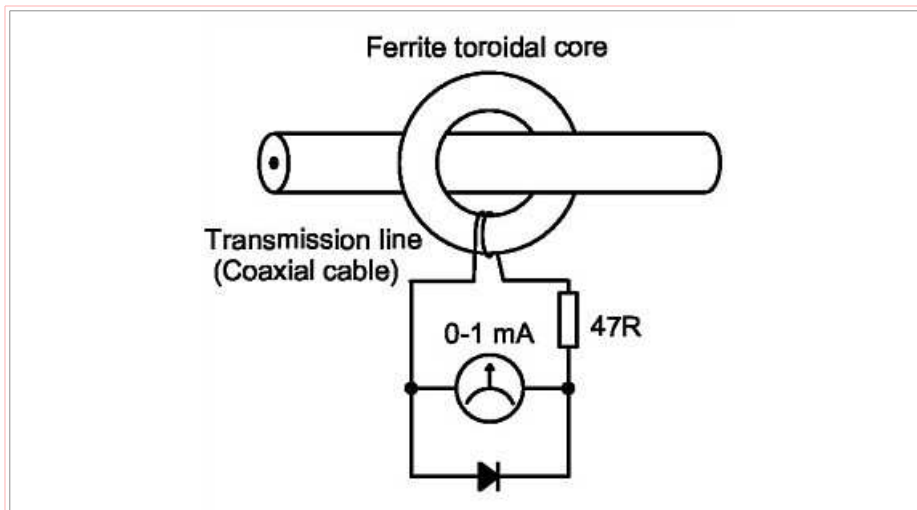 Ferrite toroidal core
Transmission line
(Coaxial cable)
47R
0-1 mA